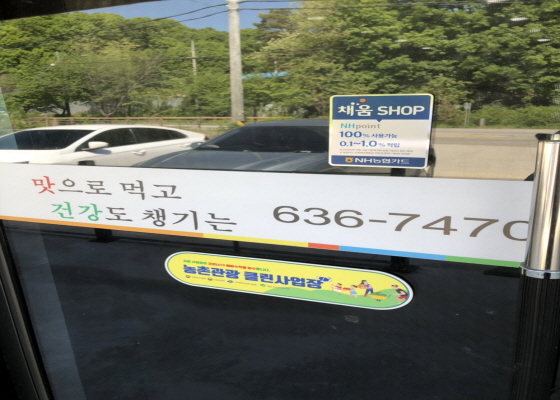 채움 SHOP
NHpoint
100% 사용가능
0.1~1.0% 적립
NH농협카드
맛으로 먹고
건강도 챙기는
636-7470
농촌관광 클린사업장